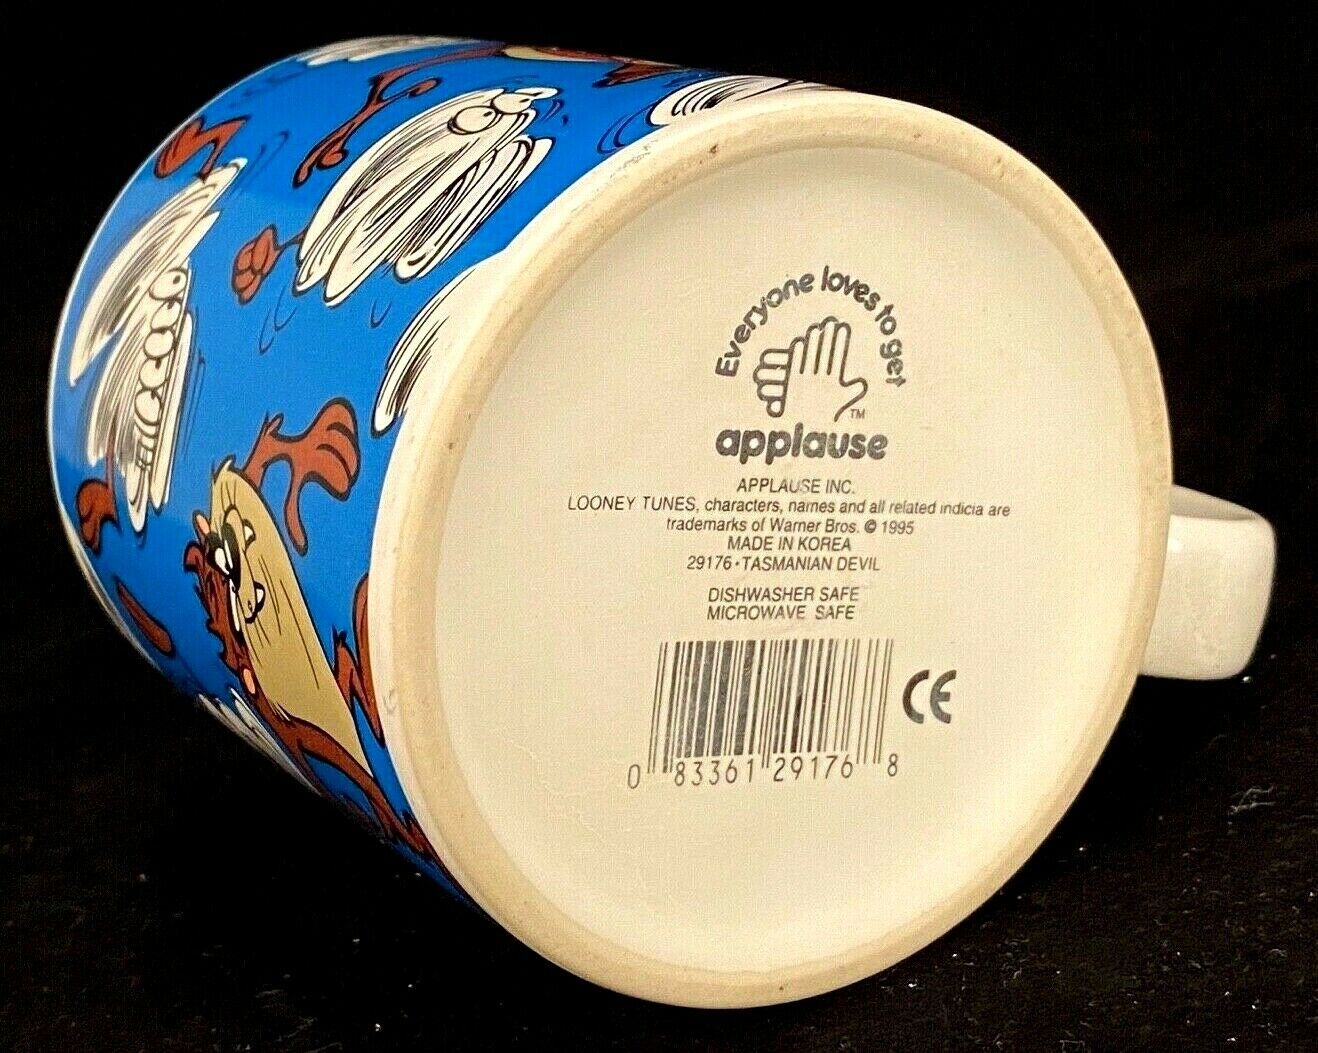 Everyone loves to get
TM
applause
APPLAUSE INC.
LOONEY TUNES, characters, names and all related indicia are
trademarks of Warner Bros. © 1995
MADE IN KOREA
29176 • TASMANIAN DEVIL
DISHWASHER SAFE
MICROWAVE SAFE
CE
0 83361 29176 8